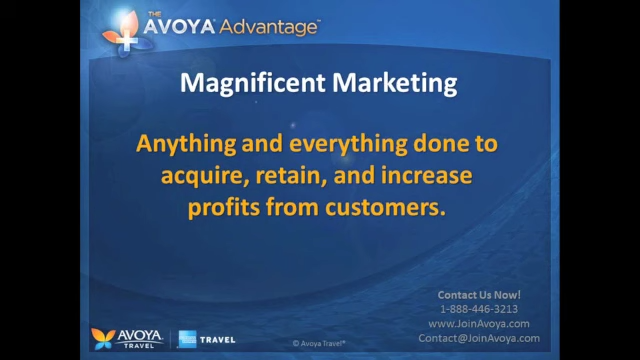 THE
AVOYA Advantage™
Magnificent Marketing
Anything and everything done to
acquire, retain, and increase
profits from customers.
Contact Us Now!
1-888-446-3213
www.JoinAvoya.com
Contact@JoinAvoya.com
AVOYA
TRAVEL
TRAVEL
© Avoya Travel®